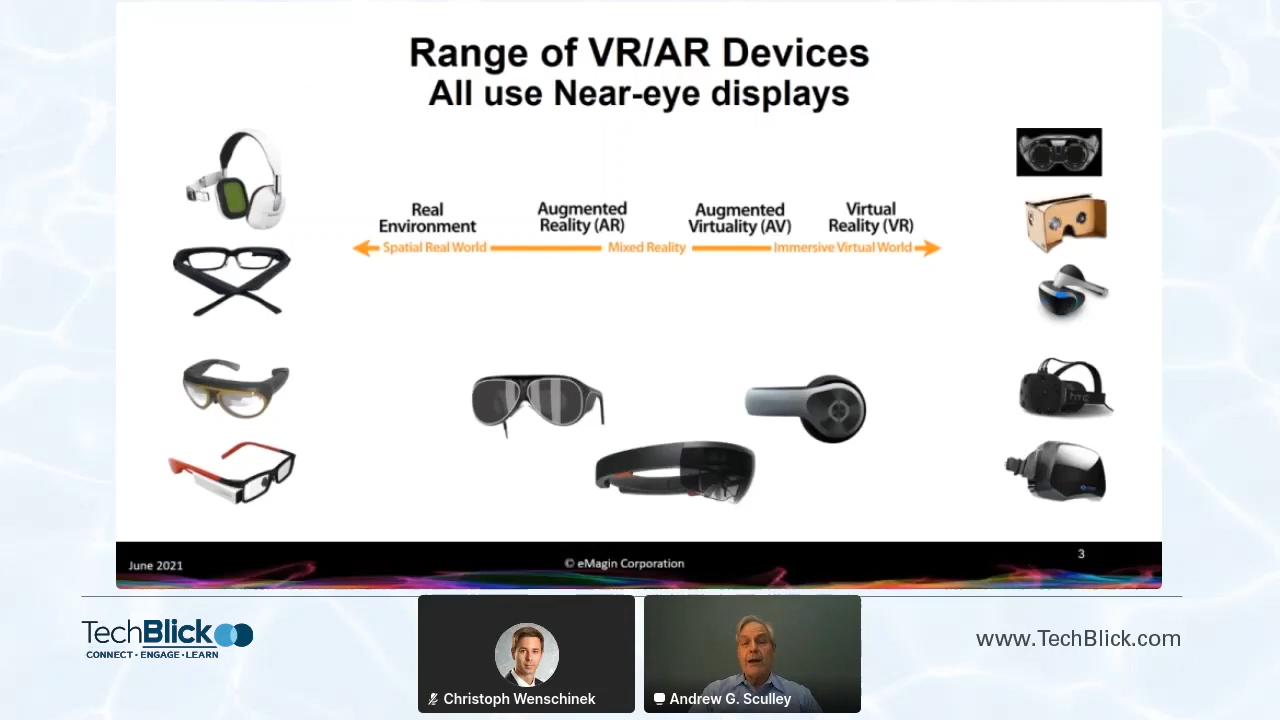 Range of VR/AR Devices
All use Near-eye displays
Real
Environment
Augmented
Reality (AR)
Augmented
Virtuality (AV)
Virtual
Reality (VR)
Spatial Real World
Mixed Reality
Immersive Virtual World
hTC
June 2021
© eMagin Corporation
3
TechBlick
CONNECT • ENGAGE • LEARN
Christoph Wenschinek
Andrew G. Sculley
www.TechBlick.com